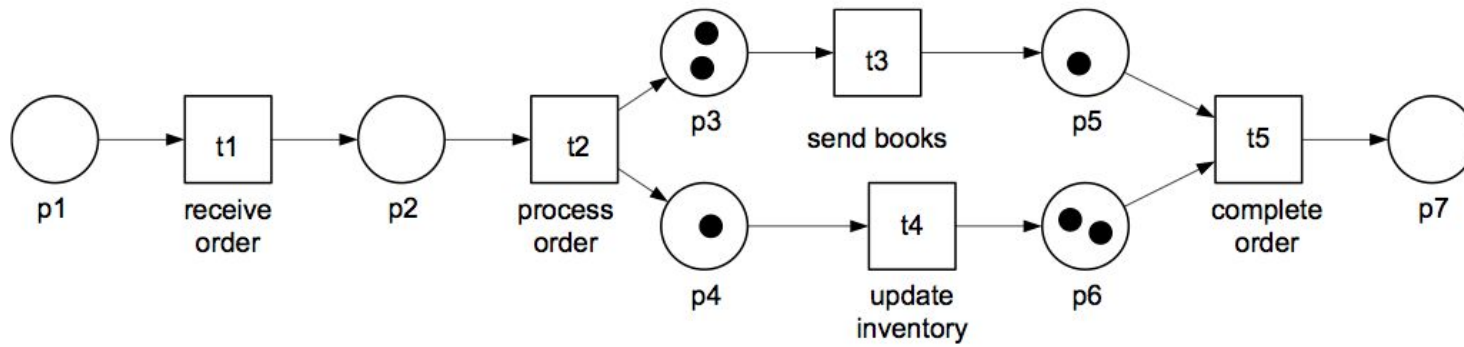 t1
t2
t3
t4
t5
p1
receive
order
p2
process
order
p3
send books
p5
p4
update
inventory
p6
complete
order
p7